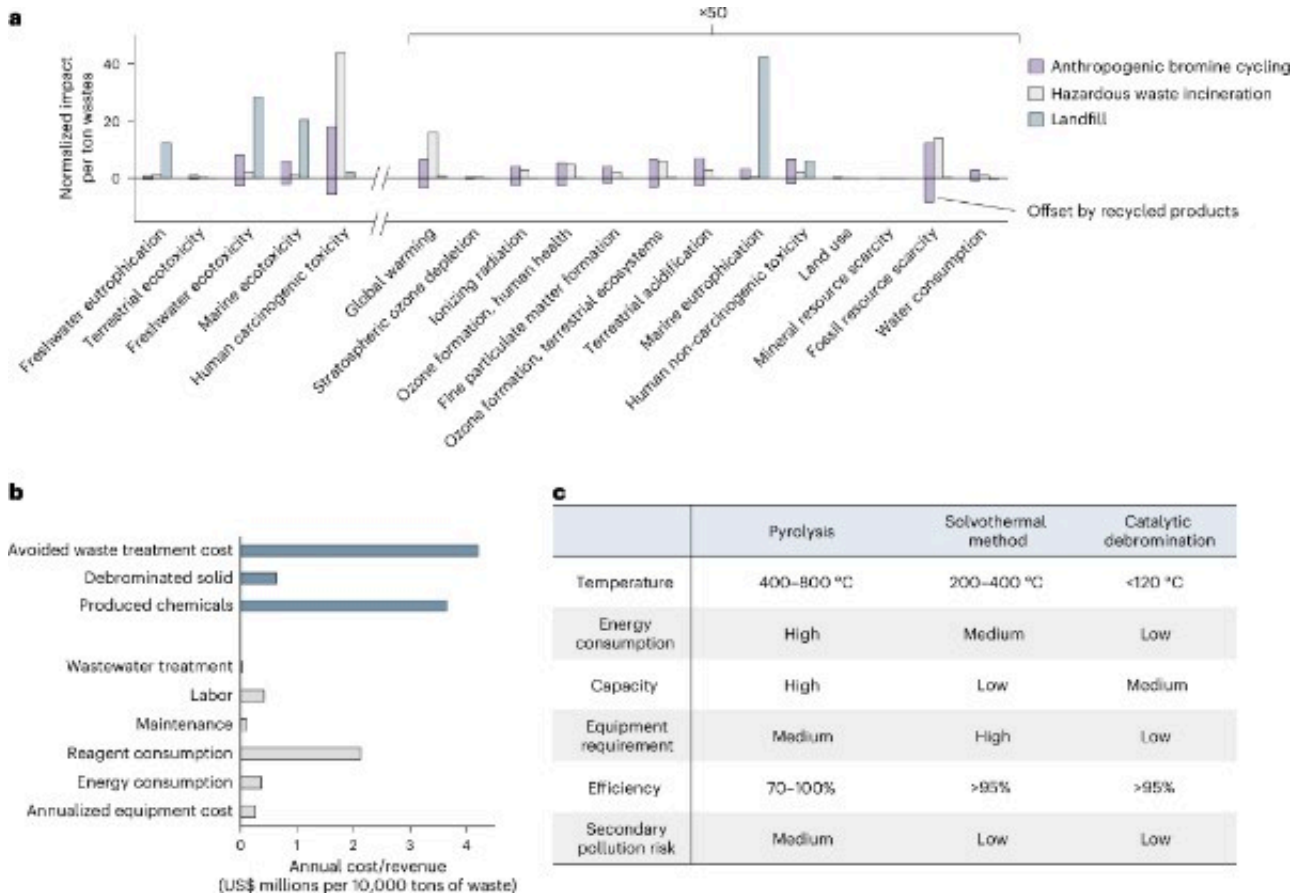 a
×50
40
20
0
Normalized impact
per ton wastes
Anthropogenic bromine cycling
Hazardous waste incineration
Landfill
Offset by recycled products
Freshwater eutrophication
Terrestrial ecotoxicity
Freshwater ecotoxicity
Marine ecotoxicity
Human carcinogenic toxicity
Global warming
Stratospheric ozone depletion
Ionizing radiation
Ozone formation, human health
Fine particulate matter formation
Ozone formation, terrestrial ecosystems
Terrestrial acidification
Marine eutrophication
Human non-carcinogenic toxicity
Land use
Mineral resource scarcity
Fossil resource scarcity
Water consumption
b
Avoided waste treatment cost
Debrominated solid
Produced chemicals
Wastewater treatment
Labor
Maintenance
Reagent consumption
Energy consumption
Annualized equipment cost
0 1 2 3 4
Annual cost/revenue
(US$ millions per 10,000 tons of waste)
c
Pyrolysis Solvothermal method Catalytic debromination
Temperature 400–800 °C 200–400 °C <120 °C
Energy consumption High Medium Low
Capacity High Low Medium
Equipment requirement Medium High Low
Efficiency 70–100% >95% >95%
Secondary pollution risk Medium Low Low